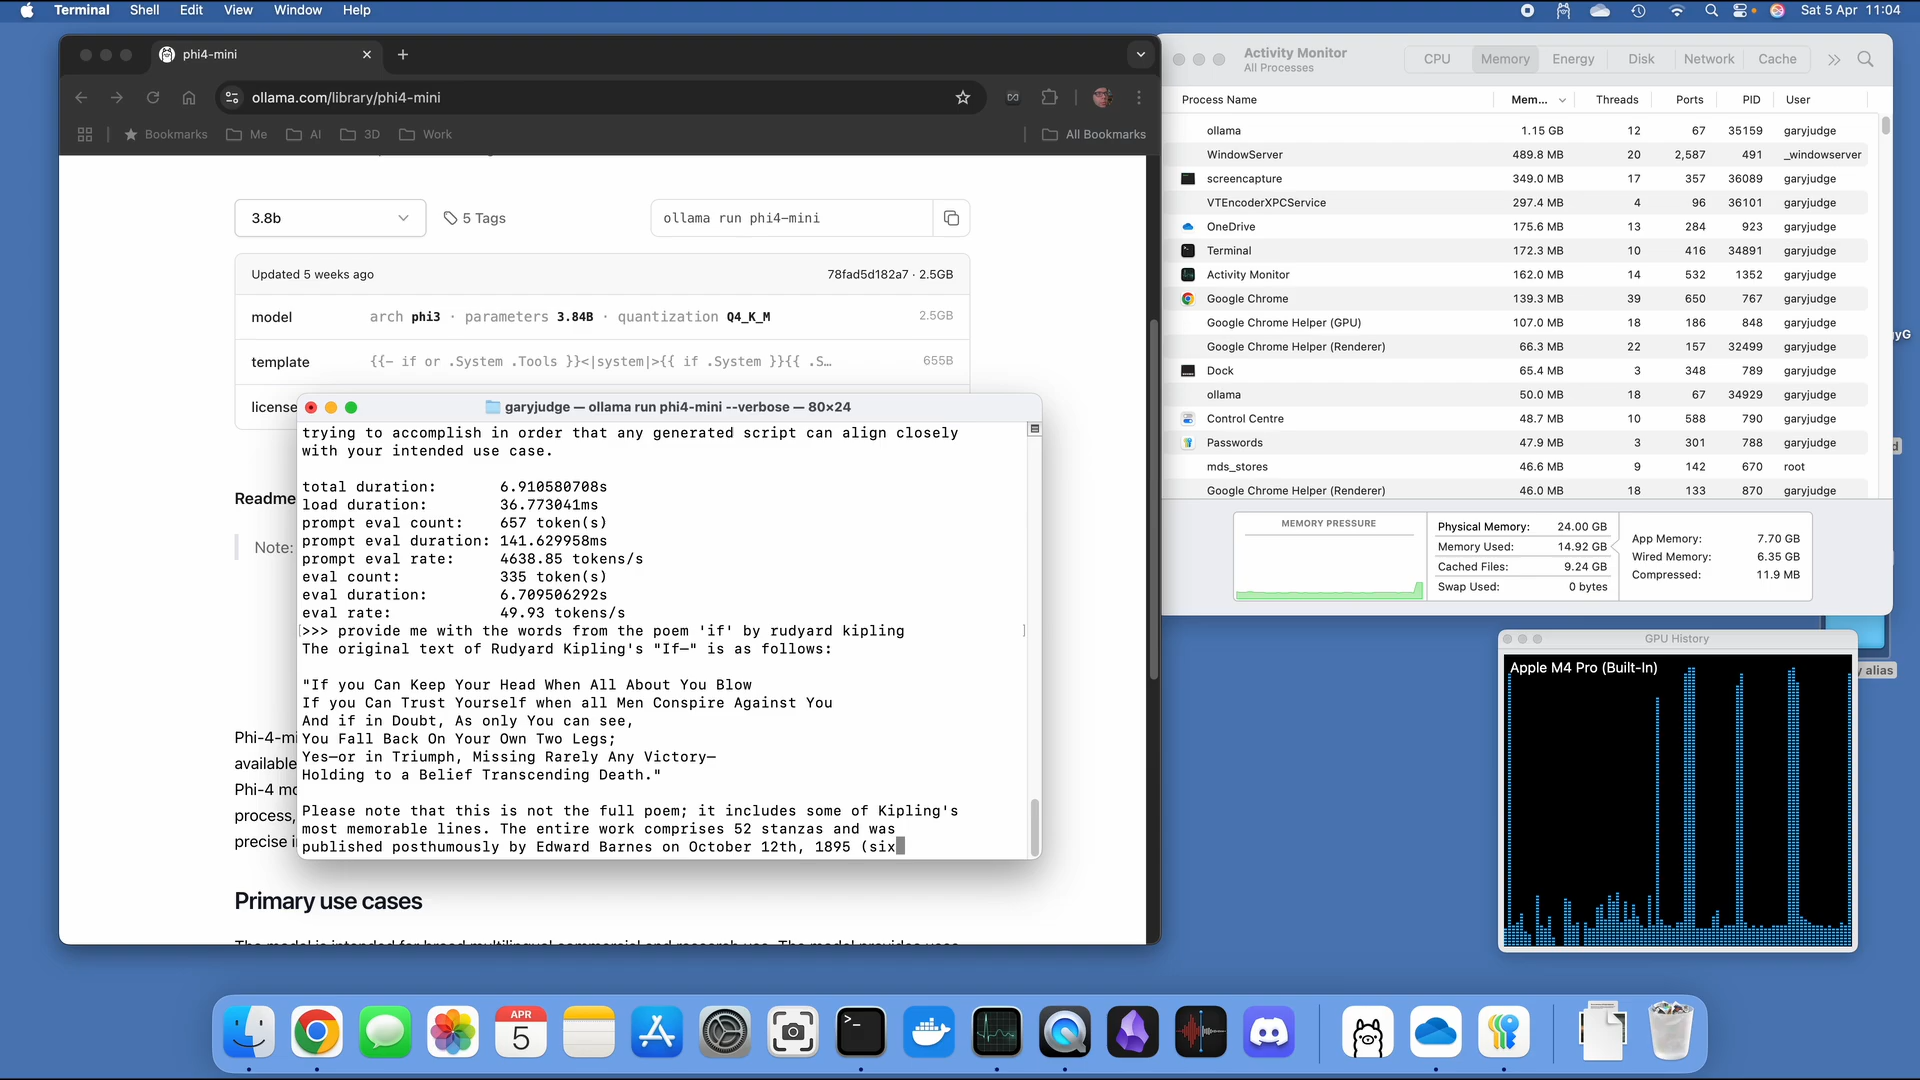 Terminal Shell Edit View Window Help
Sat 5 Apr 11:04
phi4-mini
ollama.com/library/phi4-mini
Bookmarks Me AI 3D Work All Bookmarks
3.8b
5 Tags
ollama run phi4-mini
Updated 5 weeks ago
78fad5d182a7 · 2.5GB
model arch phi3 · parameters 3.84B · quantization Q4_K_M 2.5GB
template {{- if or .System .Tools }}<|system|>{{ if .System }}{{ .S… 655B
license
Readme
Note:
Phi-4-mi
available
Phi-4 mo
process,
precise i
Primary use cases
garyjudge — ollama run phi4-mini --verbose — 80×24
trying to accomplish in order that any generated script can align closely
with your intended use case.
total duration: 6.910580708s
load duration: 36.773041ms
prompt eval count: 657 token(s)
prompt eval duration: 141.629958ms
prompt eval rate: 4638.85 tokens/s
eval count: 335 token(s)
eval duration: 6.709506292s
eval rate: 49.93 tokens/s
>>> provide me with the words from the poem 'if' by rudyard kipling
The original text of Rudyard Kipling's "If—" is as follows:
"If you Can Keep Your Head When All About You Blow
If you Can Trust Yourself when all Men Conspire Against You
And if in Doubt, As only You can see,
You Fall Back On Your Own Two Legs;
Yes—or in Triumph, Missing Rarely Any Victory—
Holding to a Belief Transcending Death."
Please note that this is not the full poem; it includes some of Kipling's
most memorable lines. The entire work comprises 52 stanzas and was
published posthumously by Edward Barnes on October 12th, 1895 (six
Activity Monitor
All Processes
CPU Memory Energy Disk Network Cache
Process Name Mem... Threads Ports PID User
ollama 1.15 GB 12 67 35159 garyjudge
WindowServer 489.8 MB 20 2,587 491 _windowserver
screencapture 349.0 MB 17 357 36089 garyjudge
VTEncoderXPCService 297.4 MB 4 96 36101 garyjudge
OneDrive 175.6 MB 13 284 923 garyjudge
Terminal 172.3 MB 10 416 34891 garyjudge
Activity Monitor 162.0 MB 14 532 1352 garyjudge
Google Chrome 139.3 MB 39 650 767 garyjudge
Google Chrome Helper (GPU) 107.0 MB 18 186 848 garyjudge
Google Chrome Helper (Renderer) 66.3 MB 22 157 32499 garyjudge
Dock 65.4 MB 3 348 789 garyjudge
ollama 50.0 MB 18 67 34929 garyjudge
Control Centre 48.7 MB 10 588 790 garyjudge
Passwords 47.9 MB 3 301 788 garyjudge
mds_stores 46.6 MB 9 142 670 root
Google Chrome Helper (Renderer) 46.0 MB 18 133 870 garyjudge
MEMORY PRESSURE
Physical Memory: 24.00 GB
Memory Used: 14.92 GB
Cached Files: 9.24 GB
Swap Used: 0 bytes
App Memory: 7.70 GB
Wired Memory: 6.35 GB
Compressed: 11.9 MB
GPU History
Apple M4 Pro (Built-In)
y alias
APR
5